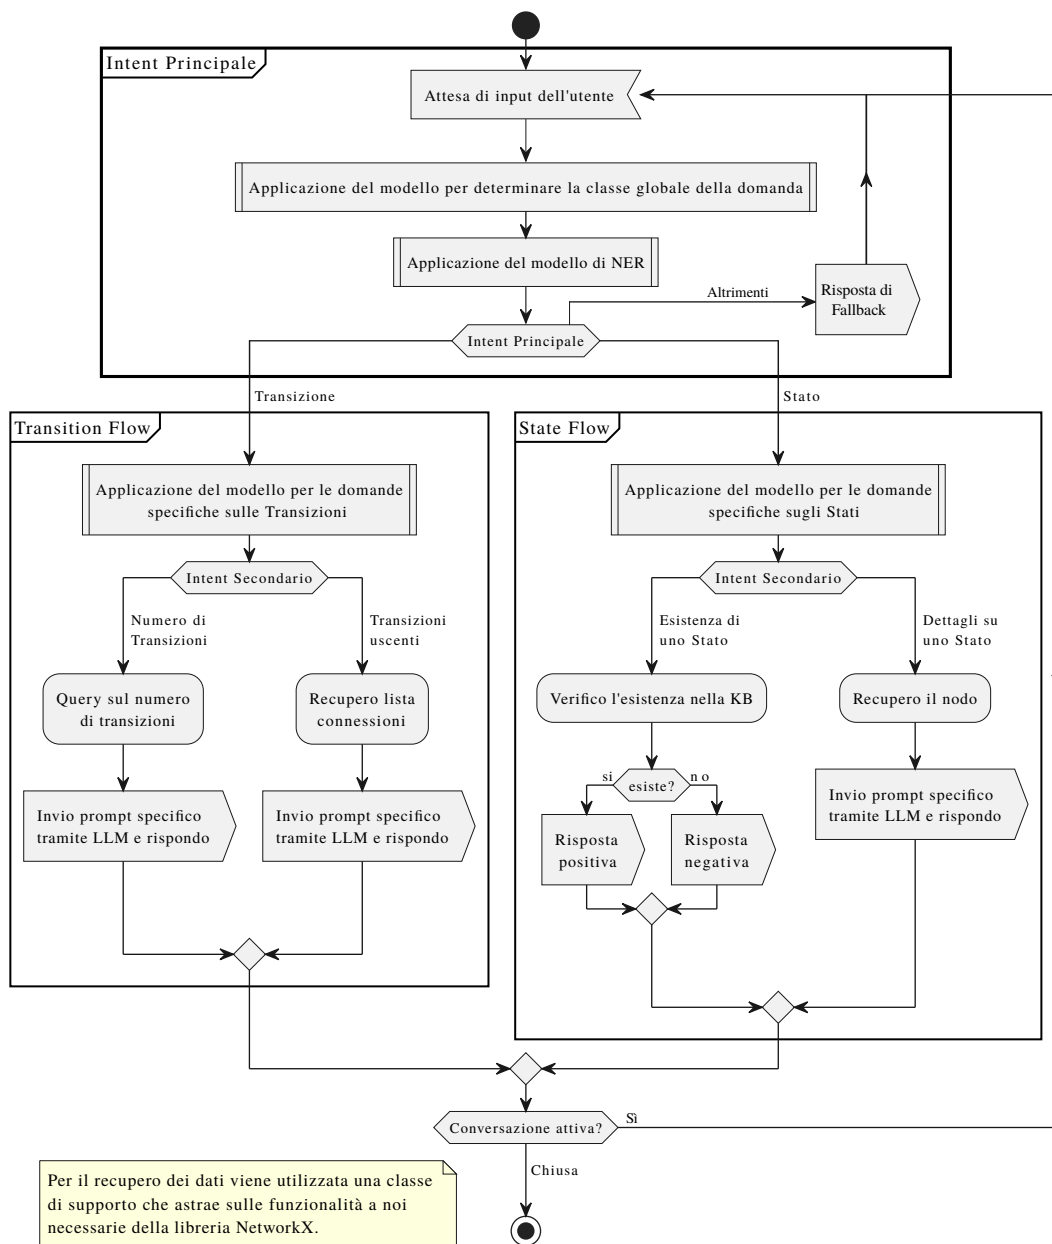 Intent Principale
Attesa di input dell'utente
Applicazione del modello per determinare la classe globale della domanda
Applicazione del modello di NER
Altrimenti
Risposta di
Fallback
Intent Principale
Transizione
Stato
Transition Flow
Applicazione del modello per le domande
specifiche sulle Transizioni
Intent Secondario
Numero di
Transizioni
Transizioni
uscenti
Query sul numero
di transizioni
Recupero lista
connessioni
Invio prompt specifico
tramite LLM e rispondo
Invio prompt specifico
tramite LLM e rispondo
State Flow
Applicazione del modello per le domande
specifiche sugli Stati
Intent Secondario
Esistenza di
uno Stato
Dettagli su
uno Stato
Verifico l'esistenza nella KB
Recupero il nodo
si
esiste?
no
Risposta
positiva
Risposta
negativa
Invio prompt specifico
tramite LLM e rispondo
Conversazione attiva?
Sì
Chiusa
Per il recupero dei dati viene utilizzata una classe
di supporto che astrae sulle funzionalità a noi
necessarie della libreria NetworkX.